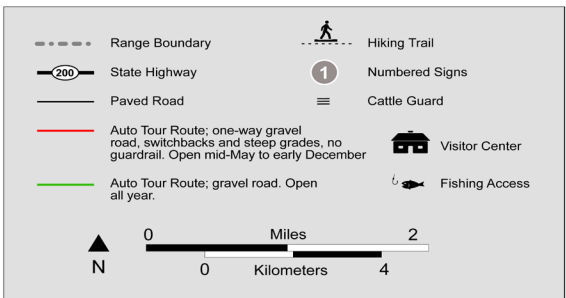 Range Boundary
Hiking Trail
200
State Highway
1
Numbered Signs
Paved Road
Cattle Guard
Auto Tour Route; one-way gravel
road, switchbacks and steep grades, no
guardrail. Open mid-May to early December
Visitor Center
Auto Tour Route; gravel road. Open
all year.
Fishing Access
N
0 Miles 2
0 Kilometers 4